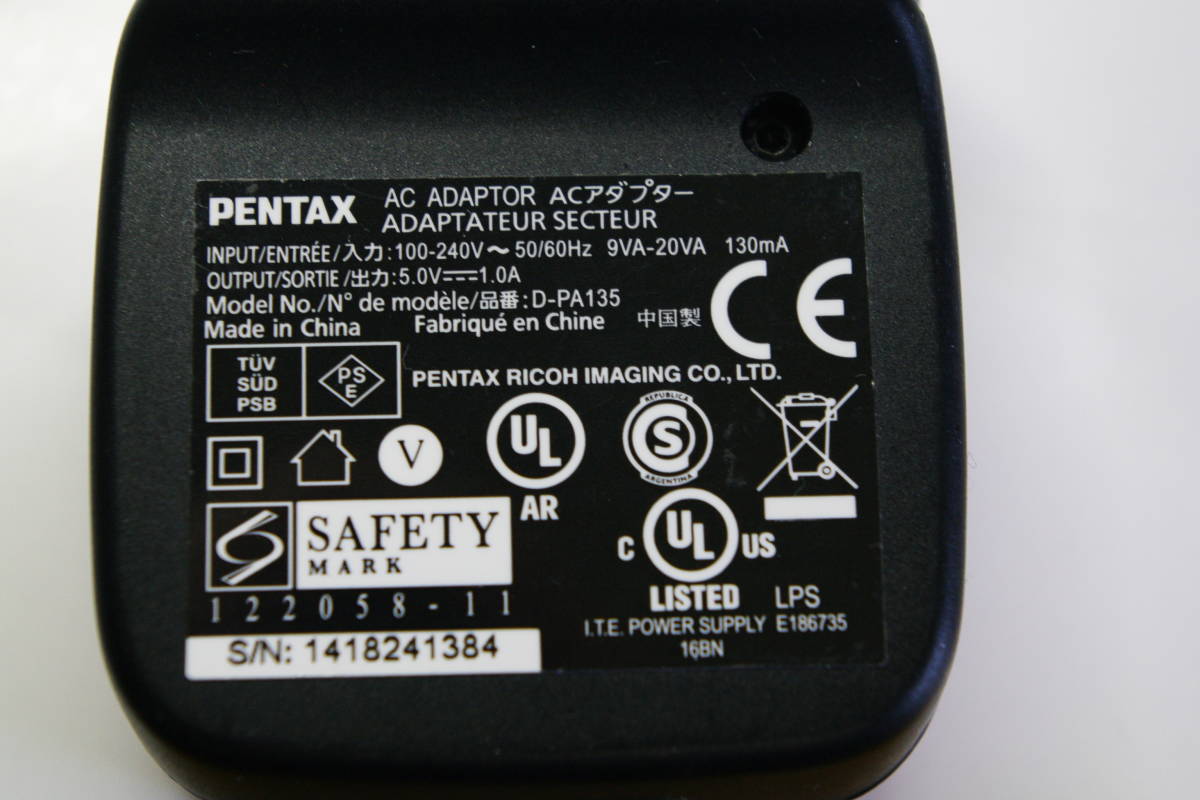 PENTAX AC ADAPTOR ACアダプター
ADAPTATEUR SECTEUR
INPUT/ENTRÉE/入力:100-240V～ 50/60Hz 9VA-20VA 130mA
OUTPUT/SORTIE/出力:5.0V⎓1.0A
Model No./N° de modèle/品番:D-PA135
Made in China Fabriqué en Chine 中国製
CE
TÜV
SÜD
PSB
PS
E
PENTAX RICOH IMAGING CO., LTD.
V
UL
AR
REPUBLICA
S
ARGENTINA
SAFETY
MARK
122058-11
C UL US
LISTED LPS
I.T.E. POWER SUPPLY E186735
16BN
S/N: 1418241384